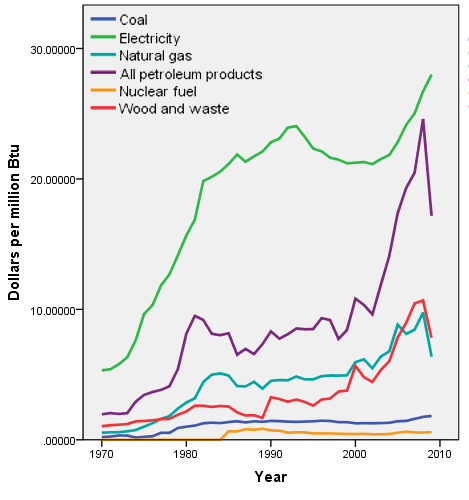 Coal
Electricity
Natural gas
All petroleum products
Nuclear fuel
Wood and waste
30.00000
20.00000
10.00000
.00000
Dollars per million Btu
1970
1980
1990
2000
2010
Year